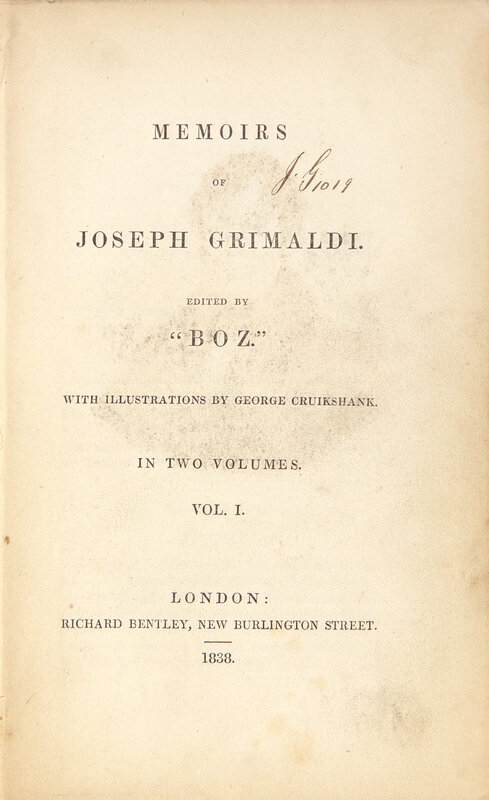 MEMOIRS
OF
J. G1019
JOSEPH GRIMALDI.
EDITED BY
“BOZ.”
WITH ILLUSTRATIONS BY GEORGE CRUIKSHANK.
IN TWO VOLUMES.
VOL. I.
LONDON:
RICHARD BENTLEY, NEW BURLINGTON STREET.
1838.